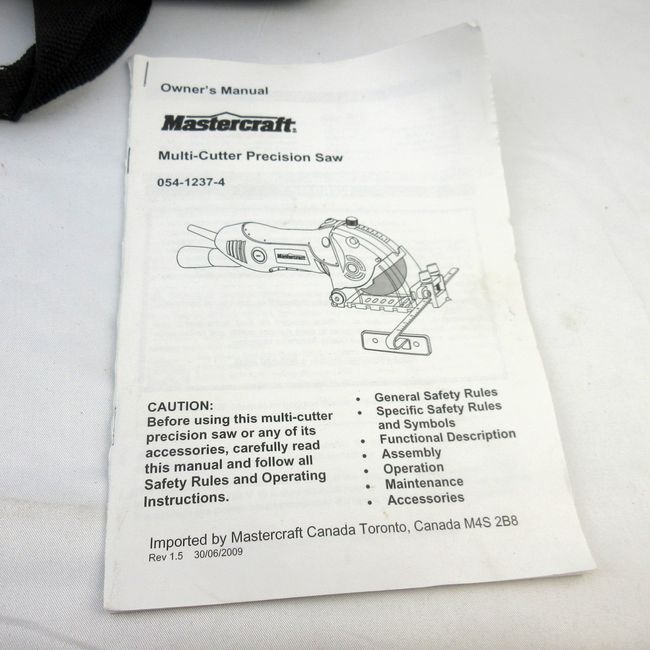 Owner's Manual
Mastercraft
Multi-Cutter Precision Saw
054-1237-4
Mastercraft
CAUTION:
Before using this multi-cutter
precision saw or any of its
accessories, carefully read
this manual and follow all
Safety Rules and Operating
Instructions.
• General Safety Rules
• Specific Safety Rules
and Symbols
• Functional Description
• Assembly
• Operation
• Maintenance
• Accessories
Imported by Mastercraft Canada Toronto, Canada M4S 2B8
Rev 1.5 30/06/2009